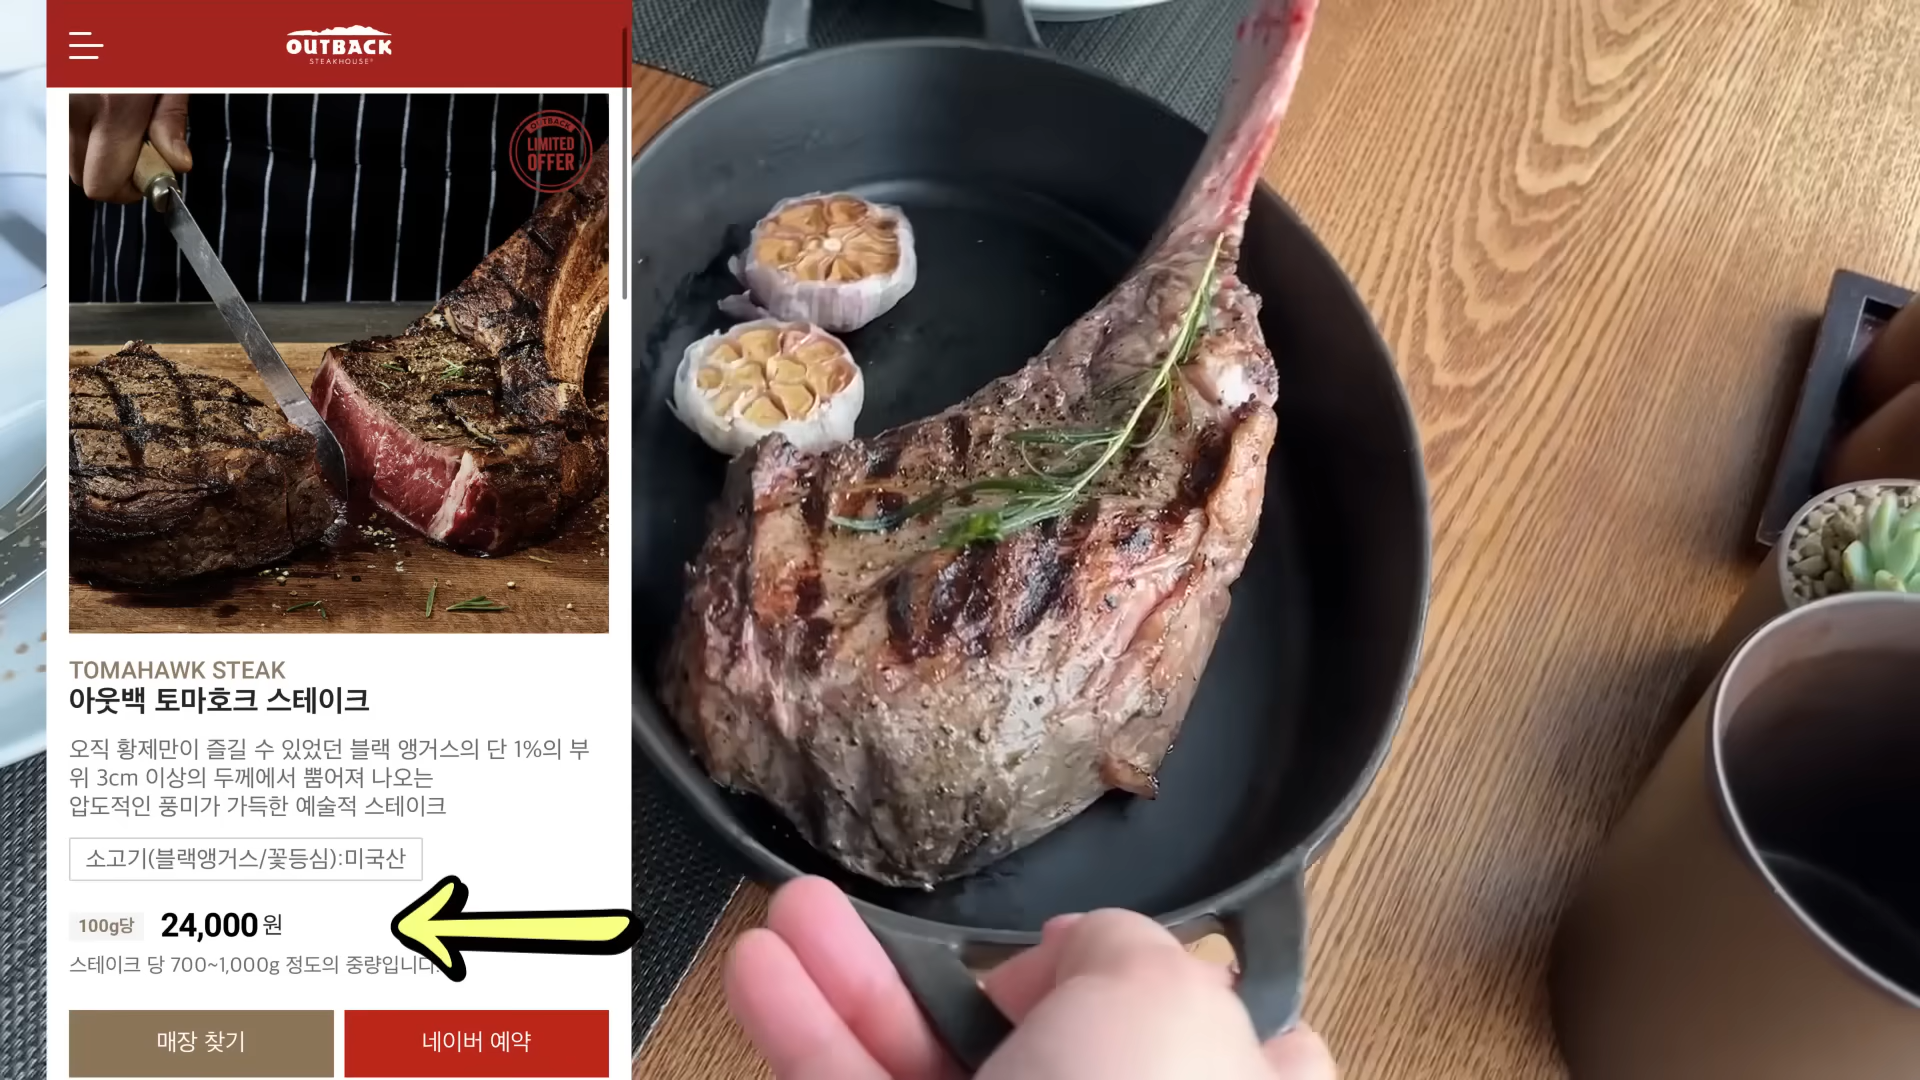 OUTBACK
STEAKHOUSE
OUTBACK
LIMITED
OFFER
TOMAHAWK STEAK
아웃백 토마호크 스테이크
오직 황제만이 즐길 수 있었던 블랙 앵거스의 단 1%의 부
위 3cm 이상의 두께에서 뿜어져 나오는
압도적인 풍미가 가득한 예술적 스테이크
소고기(블랙앵거스/꽃등심):미국산
100g당 24,000원
스테이크 당 700~1,000g 정도의 중량입니다.
매장 찾기
네이버 예약